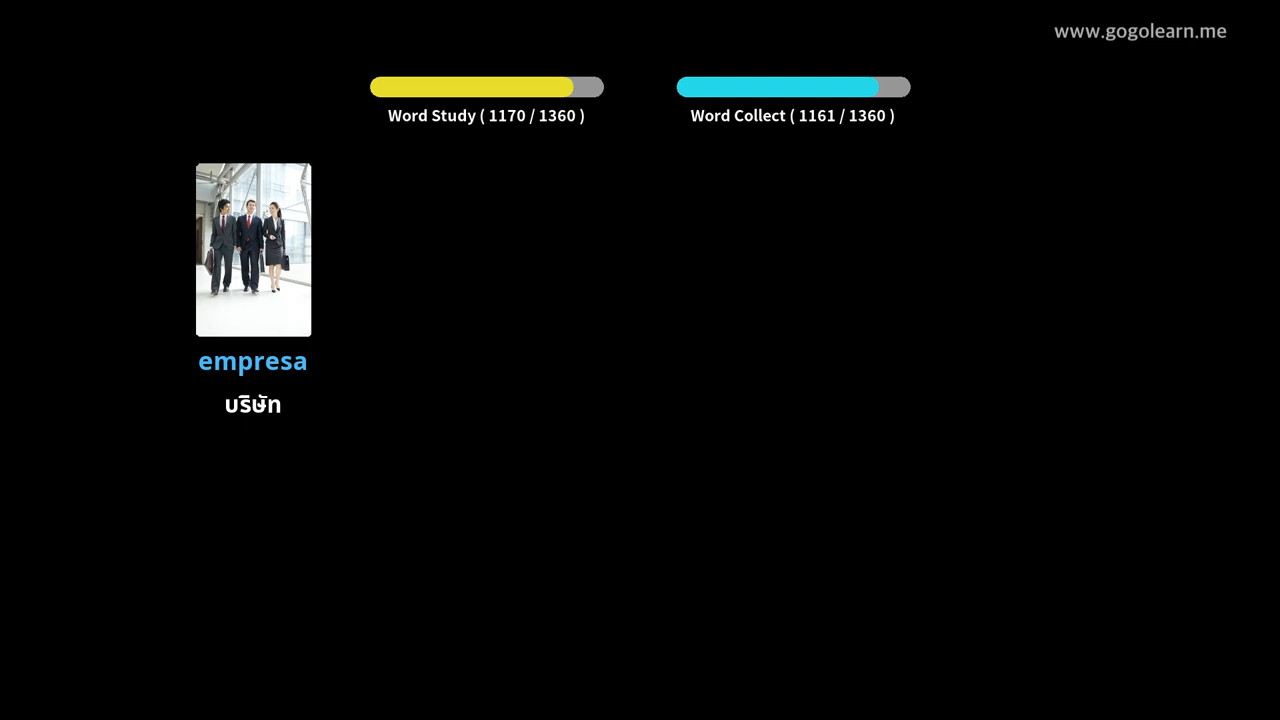 www.gogolearn.me
Word Study ( 1170 / 1360 )
Word Collect ( 1161 / 1360 )
empresa
บริษัท